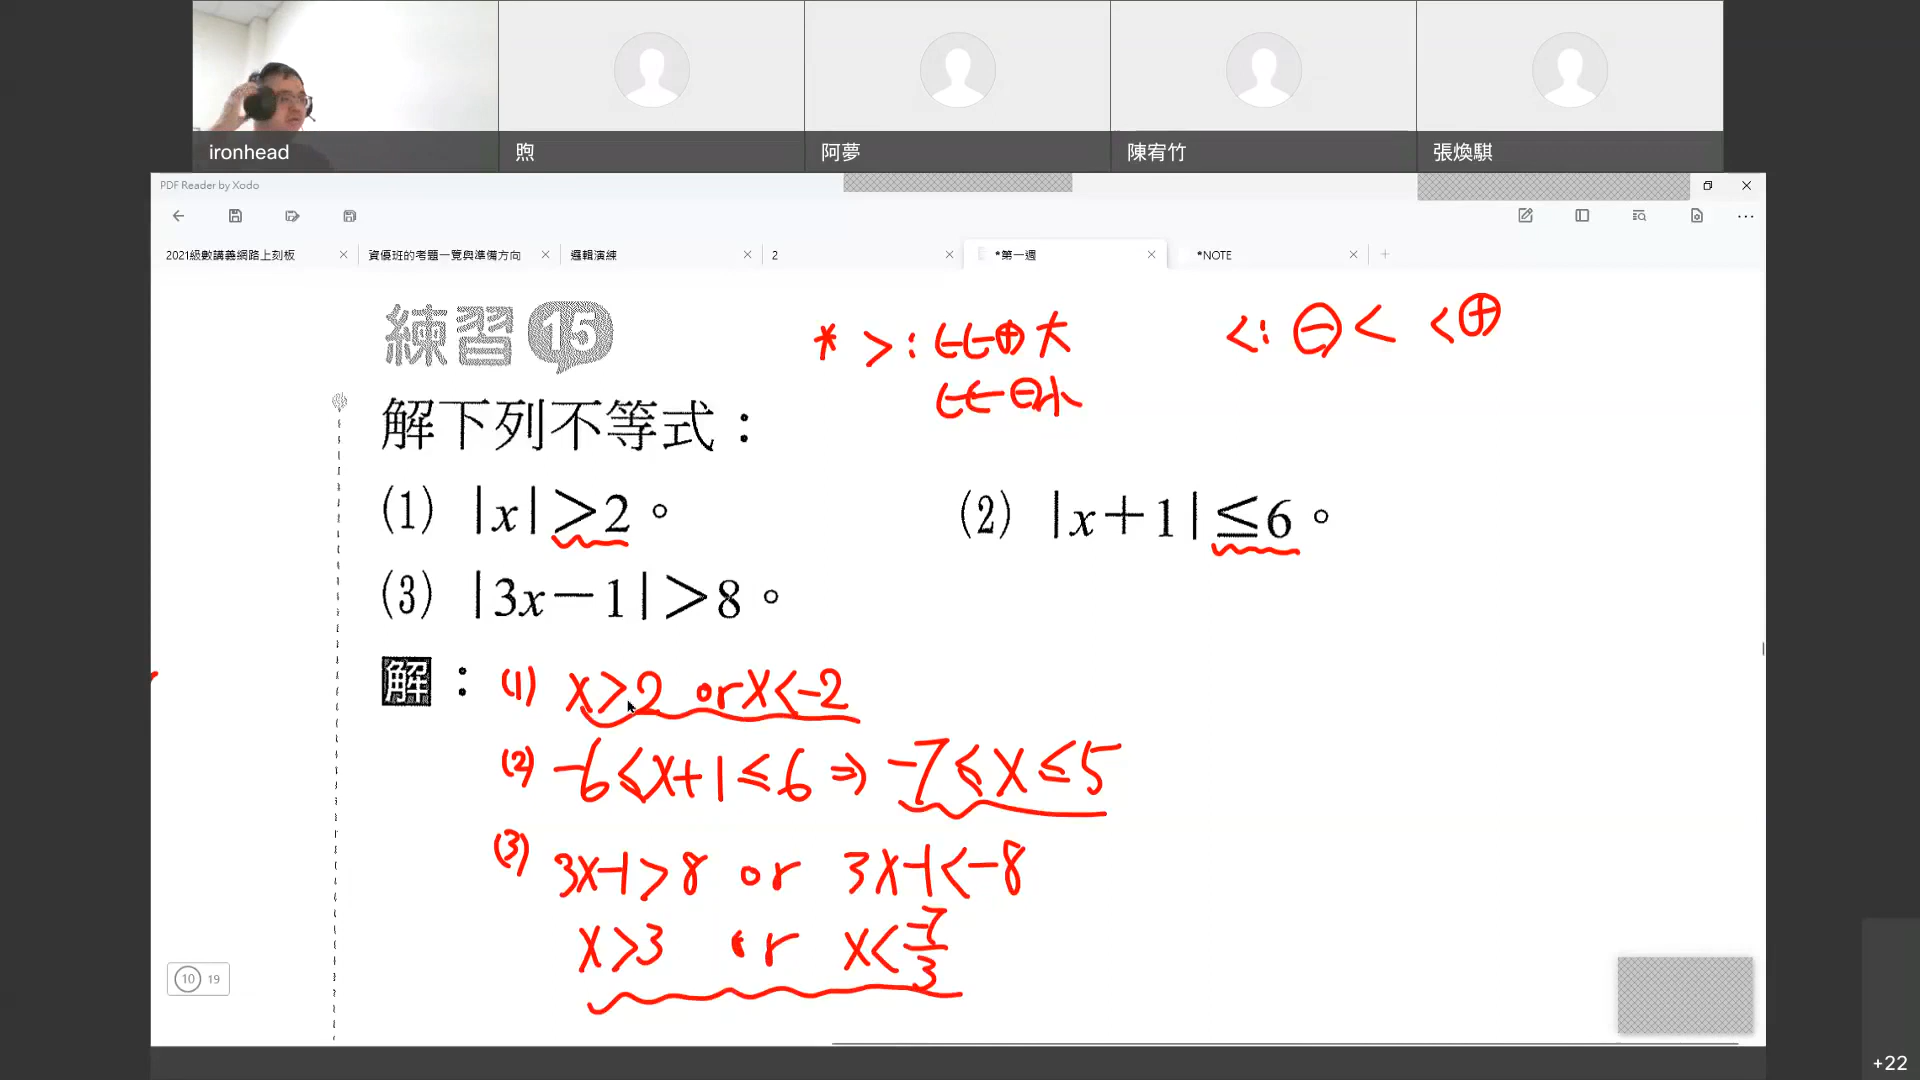 ironhead
煦
阿夢
陳宥竹
張煥騏
PDF Reader by Xodo
2021級數講義網路上刻板
資優班的考題一覽與準備方向
邏輯演練
2
*第一週
*NOTE
練習 15
* >: 比⊕大
<: ⊖< <⊕
比⊖小
解下列不等式：
(1) |x|>2。
(2) |x+1|≦6。
(3) |3x−1|>8。
解：(1) x>2 or x<-2
(2) -6≤x+1≤6 ⇒ -7≤x≤5
(3) 3x-1>8 or 3x-1<-8
x>3 or x<-7/3
10 19
+22